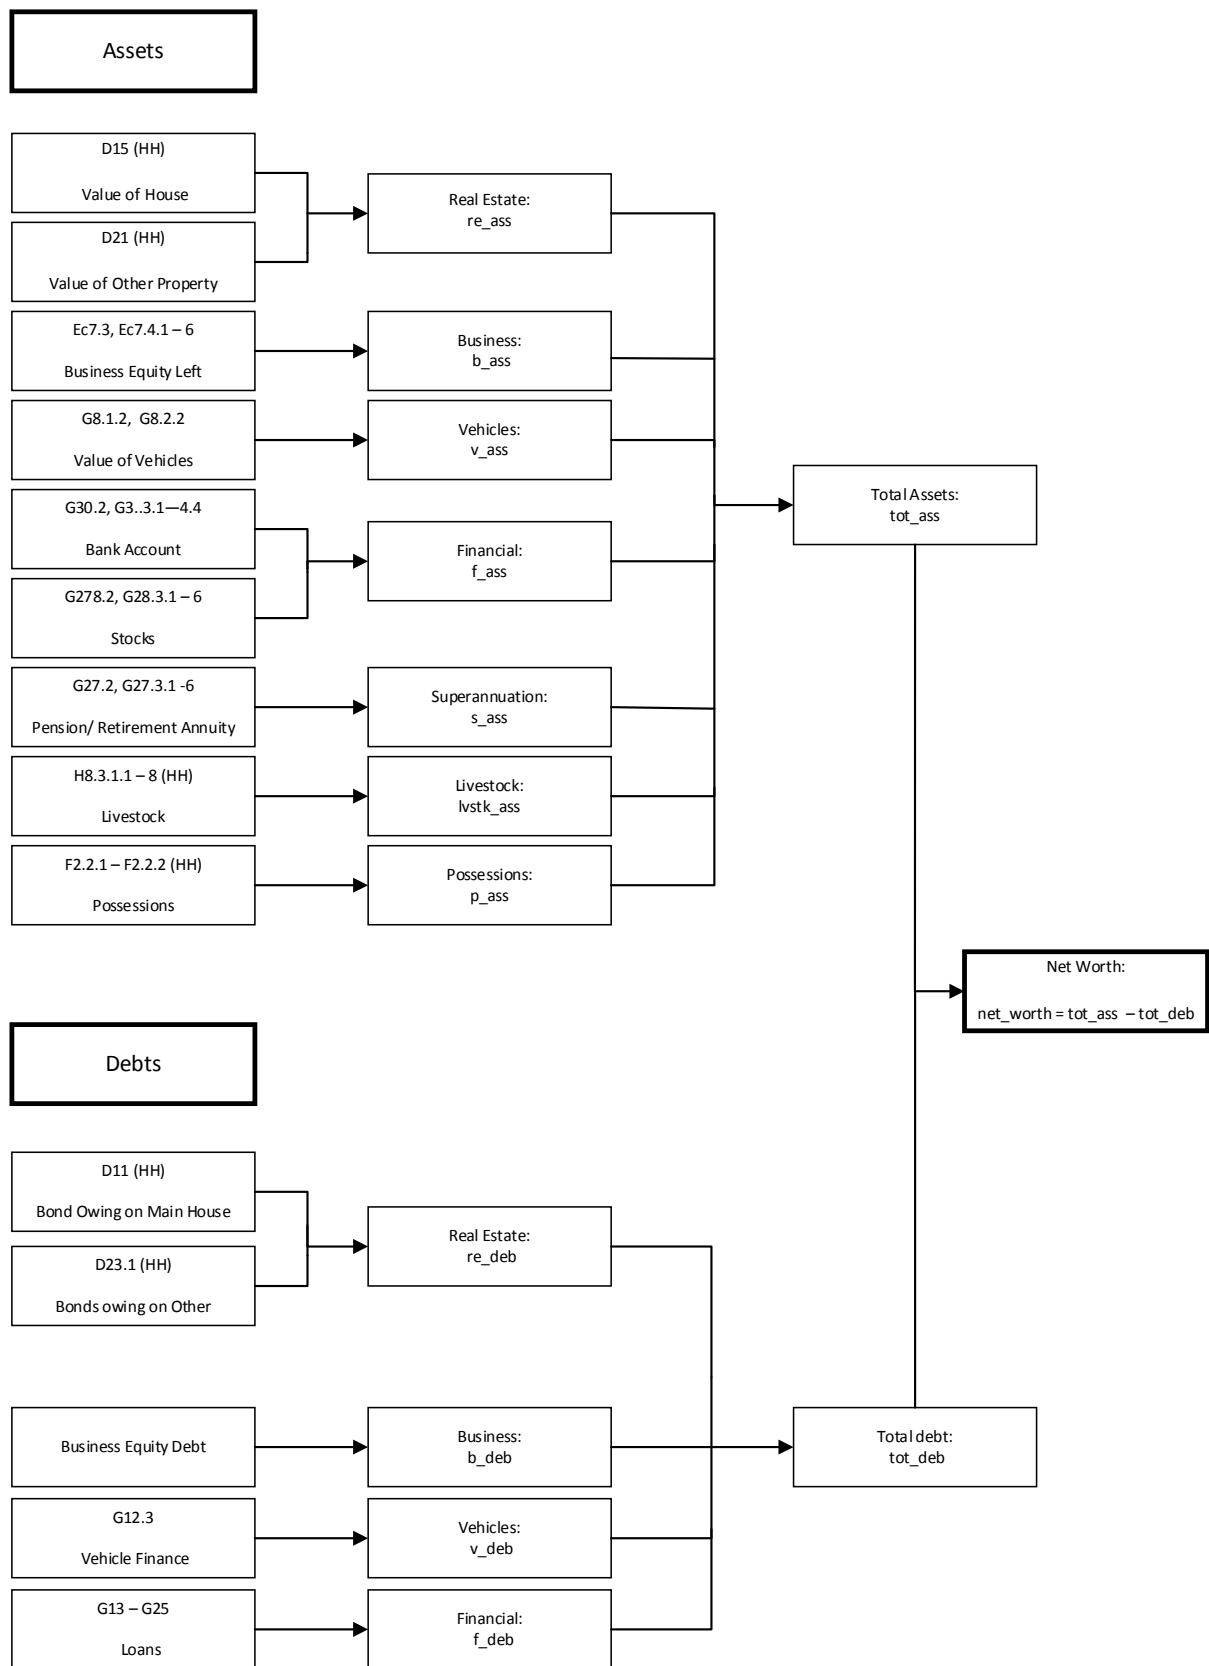 Assets
D15 (HH)
Value of House
D21 (HH)
Value of Other Property
Real Estate:
re_ass
Ec7.3, Ec7.4.1 – 6
Business Equity Left
Business:
b_ass
G8.1.2,  G8.2.2
Value of Vehicles
Vehicles:
v_ass
G30.2, G3..3.1—4.4
Bank Account
G278.2, G28.3.1 – 6
Stocks
Financial:
f_ass
G27.2, G27.3.1 -6
Pension/ Retirement Annuity
Superannuation:
s_ass
H8.3.1.1 – 8 (HH)
Livestock
Livestock:
lvstk_ass
F2.2.1 – F2.2.2 (HH)
Possessions
Possessions:
p_ass
Total Assets:
tot_ass
Net Worth:
net_worth = tot_ass  – tot_deb
Debts
D11 (HH)
Bond Owing on Main House
D23.1 (HH)
Bonds owing on Other
Real Estate:
re_deb
Business Equity Debt
Business:
b_deb
G12.3
Vehicle Finance
Vehicles:
v_deb
G13 – G25
Loans
Financial:
f_deb
Total debt:
tot_deb